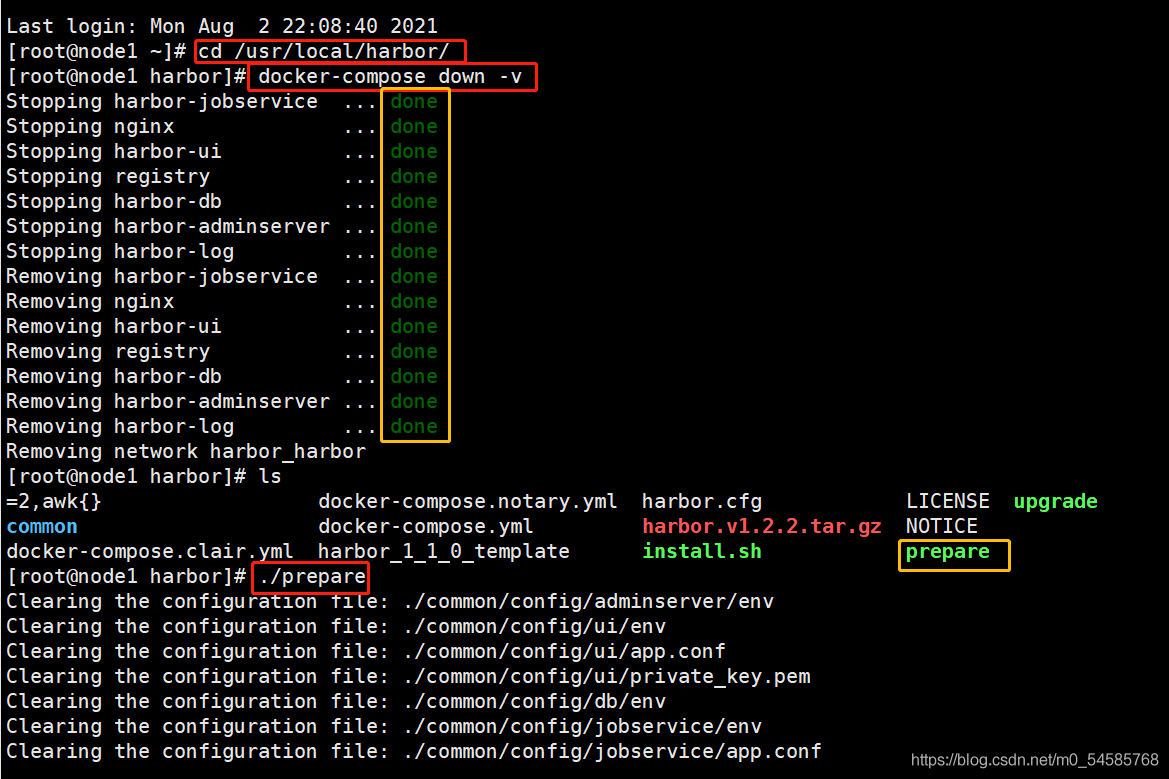 Last login: Mon Aug  2 22:08:40 2021
[root@node1 ~]# cd /usr/local/harbor/
[root@node1 harbor]# docker-compose down -v
Stopping harbor-jobservice  ... done
Stopping nginx              ... done
Stopping harbor-ui          ... done
Stopping registry           ... done
Stopping harbor-db          ... done
Stopping harbor-adminserver ... done
Stopping harbor-log         ... done
Removing harbor-jobservice  ... done
Removing nginx              ... done
Removing harbor-ui          ... done
Removing registry           ... done
Removing harbor-db          ... done
Removing harbor-adminserver ... done
Removing harbor-log         ... done
Removing network harbor_harbor
[root@node1 harbor]# ls
=2,awk{}                  docker-compose.notary.yml  harbor.cfg            LICENSE  upgrade
common                    docker-compose.yml         harbor.v1.2.2.tar.gz  NOTICE
docker-compose.clair.yml  harbor_1_1_0_template      install.sh            prepare
[root@node1 harbor]# ./prepare
Clearing the configuration file: ./common/config/adminserver/env
Clearing the configuration file: ./common/config/ui/env
Clearing the configuration file: ./common/config/ui/app.conf
Clearing the configuration file: ./common/config/ui/private_key.pem
Clearing the configuration file: ./common/config/db/env
Clearing the configuration file: ./common/config/jobservice/env
Clearing the configuration file: ./common/config/jobservice/app.conf
https://blog.csdn.net/m0_54585768